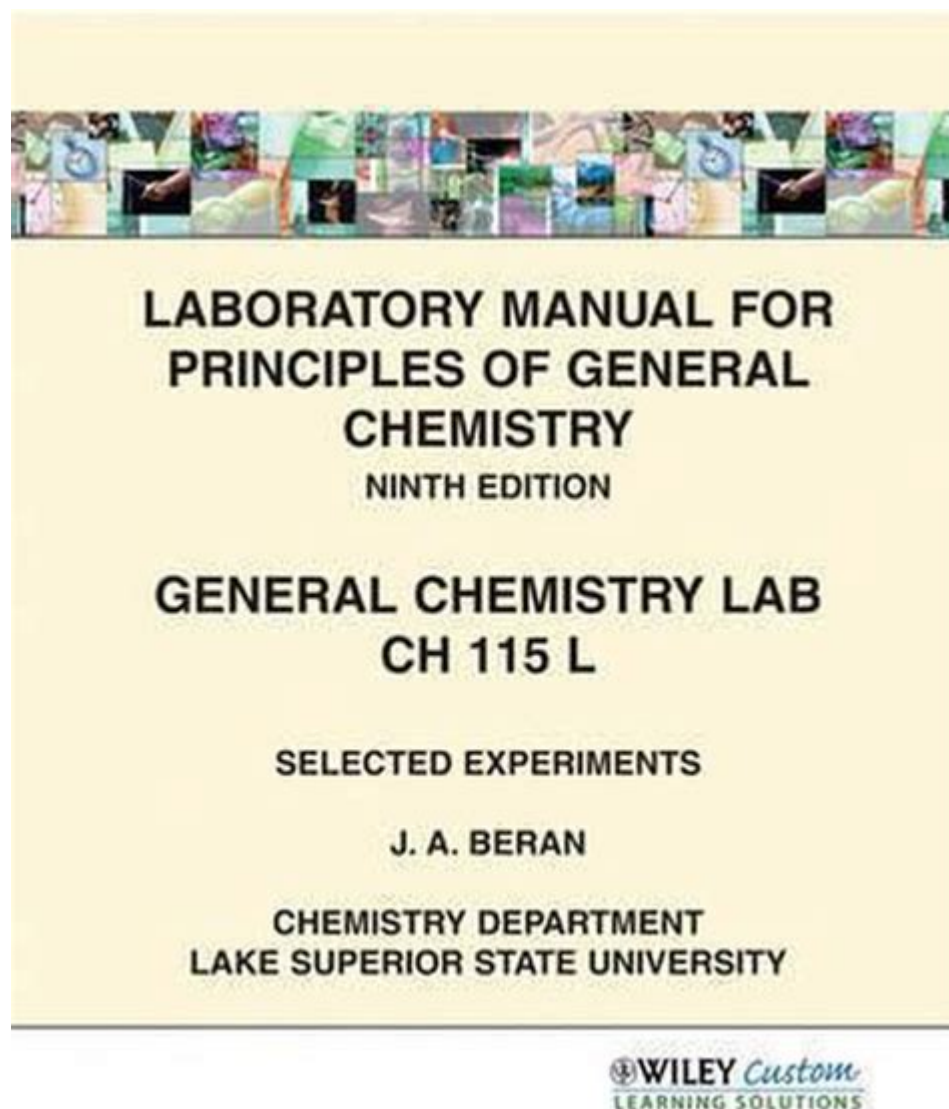 LABORATORY MANUAL FOR
PRINCIPLES OF GENERAL
CHEMISTRY
NINTH EDITION
GENERAL CHEMISTRY LAB
CH 115 L
SELECTED EXPERIMENTS
J. A. BERAN
CHEMISTRY DEPARTMENT
LAKE SUPERIOR STATE UNIVERSITY
WILEY Custom
LEARNING SOLUTIONS